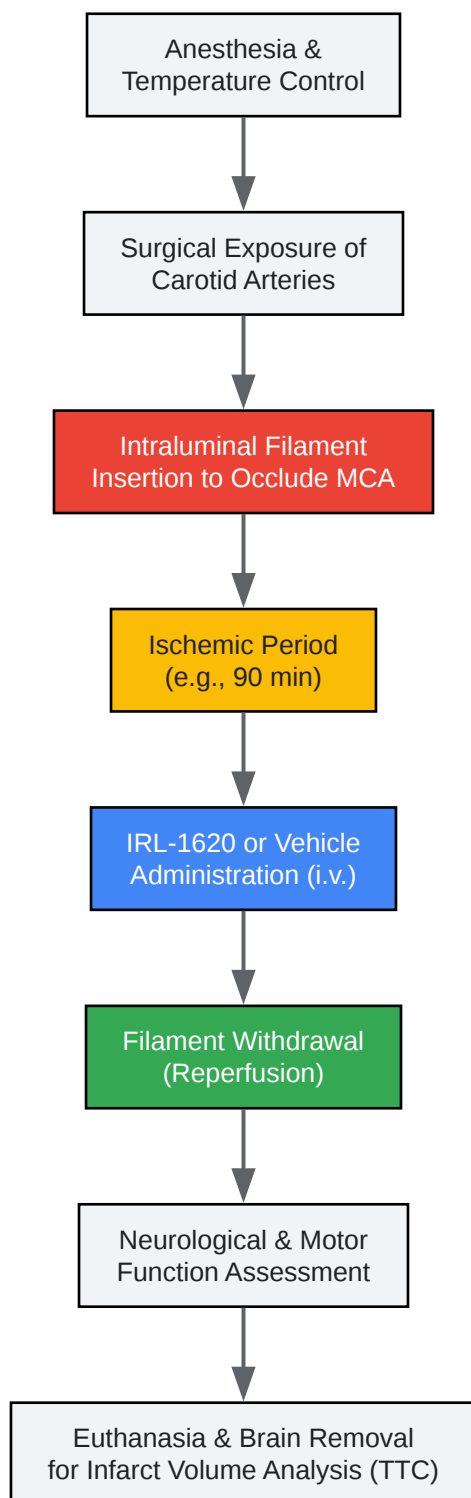 Anesthesia &
Temperature Control
Surgical Exposure of
Carotid Arteries
Intraluminal Filament
Insertion to Occlude MCA
Ischemic Period
(e.g., 90 min)
IRL-1620 or Vehicle
Administration (i.v.)
Filament Withdrawal
(Reperfusion)
Neurological & Motor
Function Assessment
Euthanasia & Brain Removal
for Infarct Volume Analysis (TTC)